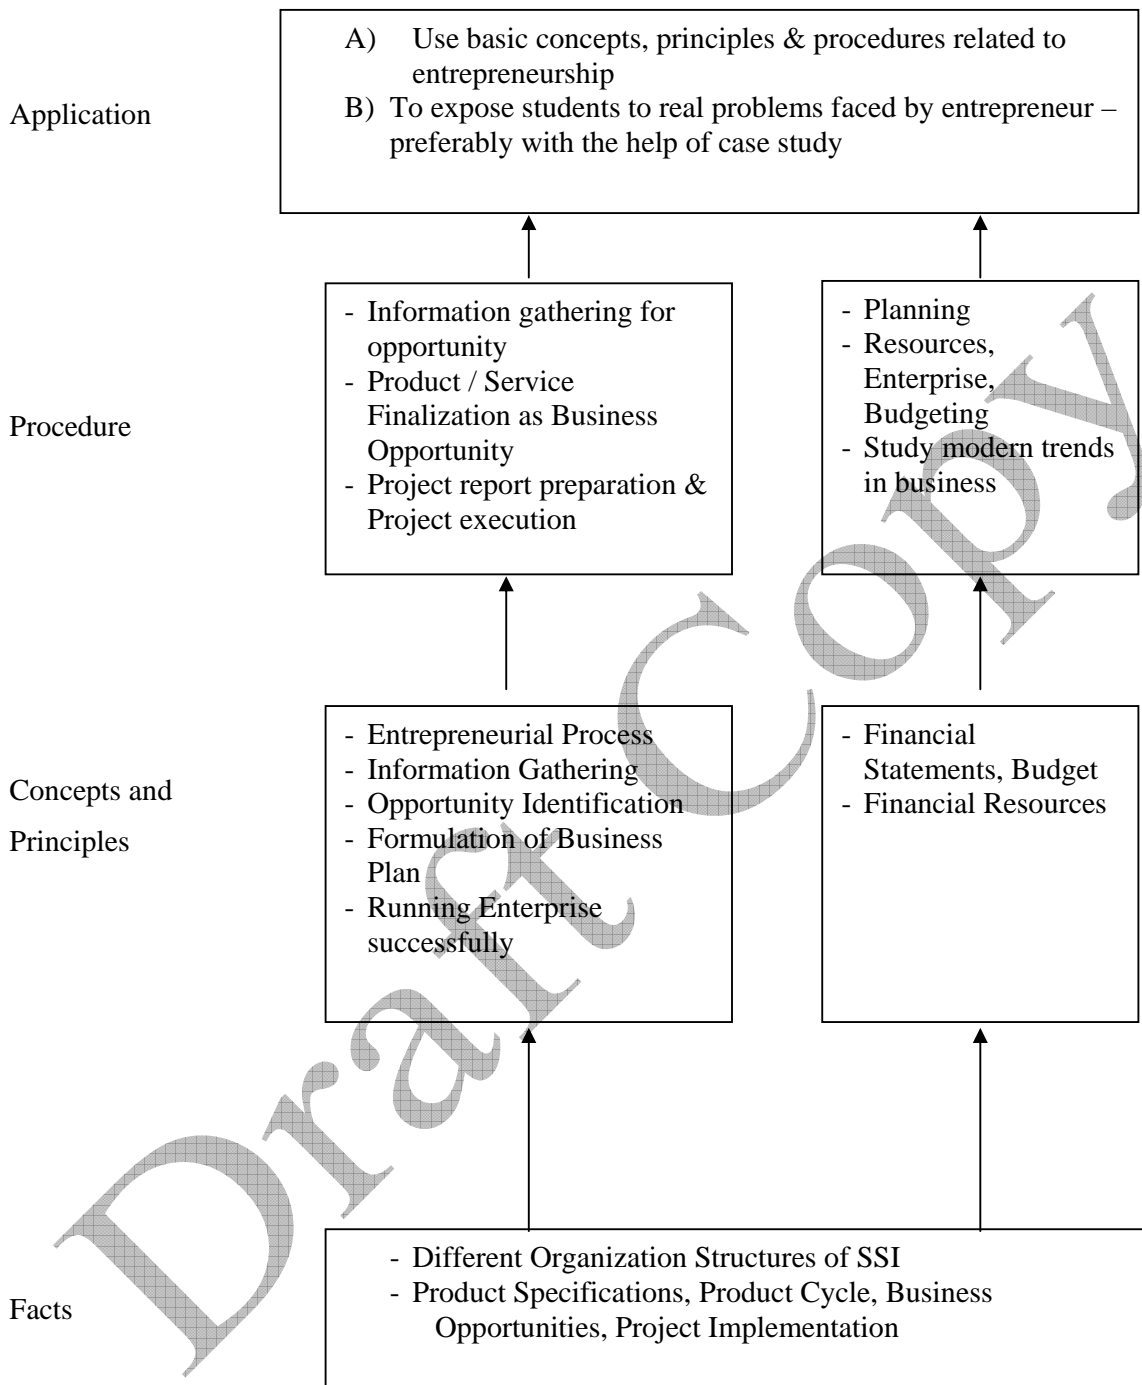 A) Use basic concepts, principles & procedures related to
entrepreneurship
B) To expose students to real problems faced by entrepreneur –
preferably with the help of case study
Application
- Information gathering for
opportunity
- Product / Service
Finalization as Business
Opportunity
- Project report preparation &
Project execution
- Planning
- Resources,
Enterprise,
Budgeting
- Study modern trends
in business
Procedure
- Entrepreneurial Process
- Information Gathering
- Opportunity Identification
- Formulation of Business
Plan
- Running Enterprise
successfully
- Financial
Statements, Budget
- Financial Resources
Concepts and
Principles
- Different Organization Structures of SSI
- Product Specifications, Product Cycle, Business
Opportunities, Project Implementation
Facts
Draft Copy